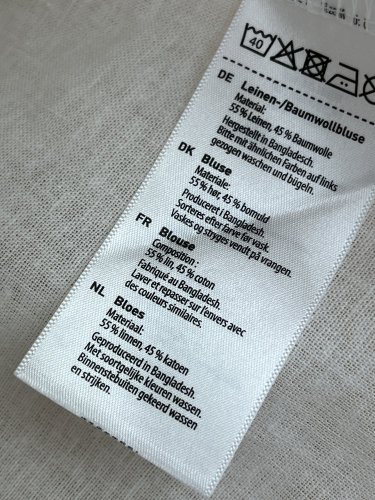 40
DE Leinen-/Baumwollbluse
Material:
55% Leinen, 45% Baumwolle
Hergestellt in Bangladesch.
Bitte mit ähnlichen Farben auf links
gezogen waschen und bügeln.
DK Bluse
Materiale:
55% hør, 45% bomuld
Produceret i Bangladesh.
Sorteres efter farve før vask.
Vaskes og stryges vendt på vrangen.
FR Blouse
Composition :
55% lin, 45% coton
Fabriqué au Bangladesh.
Laver et repasser sur l'envers avec
des couleurs similaires.
NL Bloes
Materiaal:
55% linnen, 45% katoen
Geproduceerd in Bangladesh.
Met soortgelijke kleuren wassen.
Binnenstebuiten gekeerd wassen
en strijken.